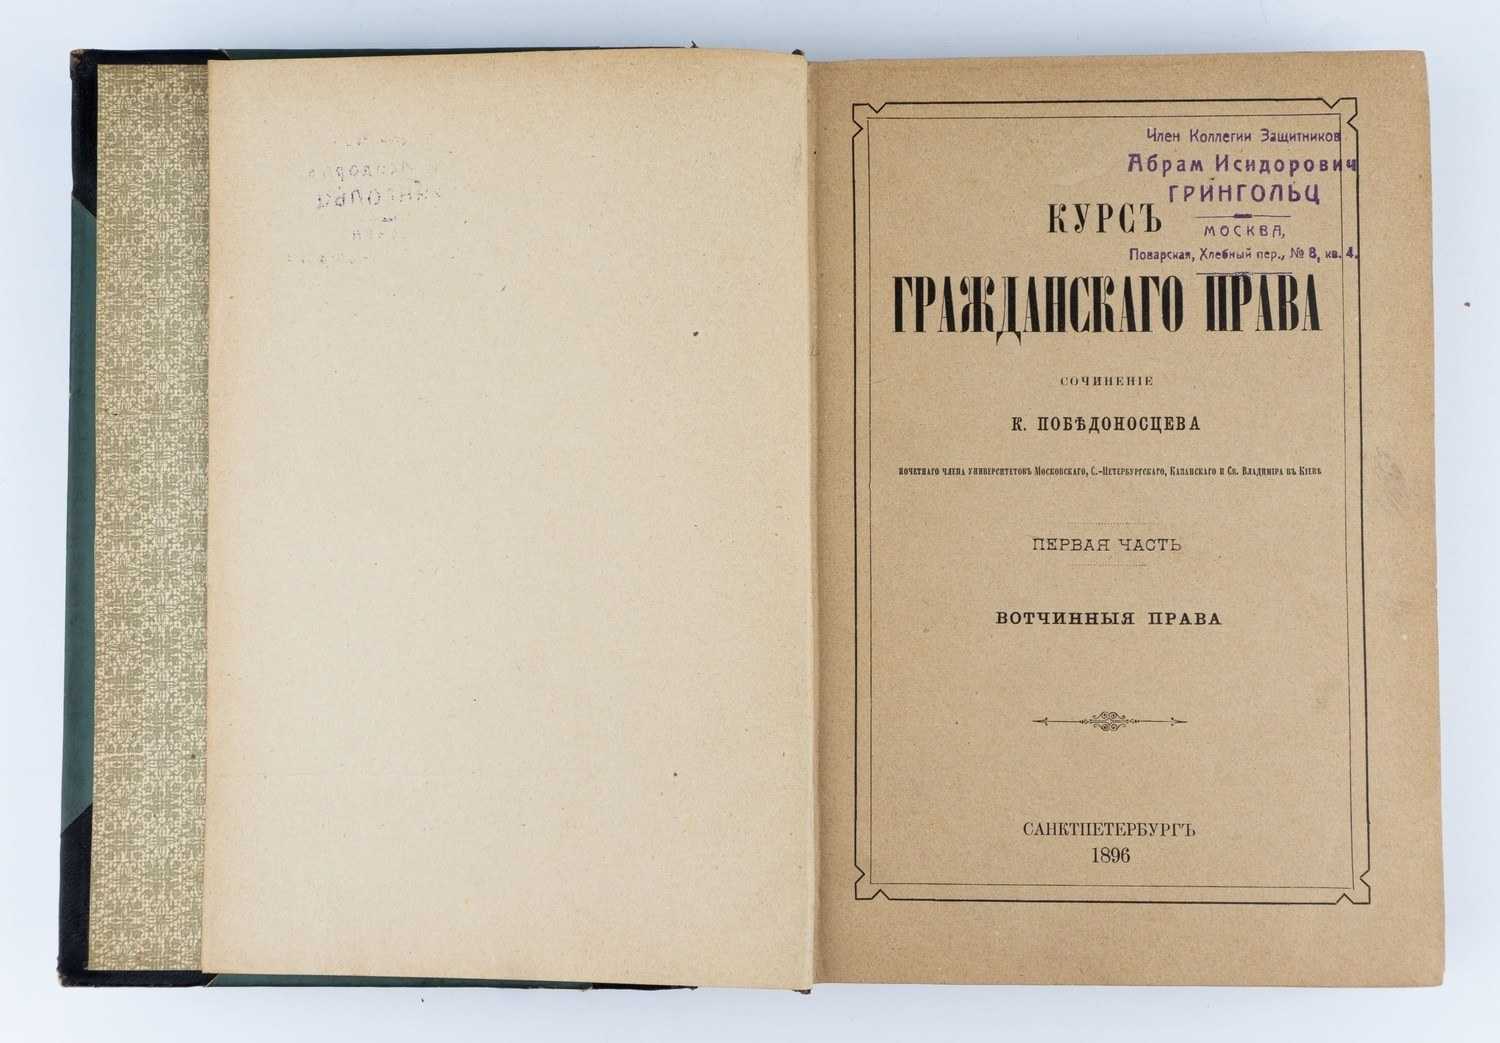 Член Коллегии Защитников
Абрам Исидорович
ГРИНГОЛЬЦ
МОСКВА,
Поварская, Хлебный пер., № 8, кв. 4.
КУРСЪ
ГРАЖДАНСКАГО ПРАВА
СОЧИНЕНІЕ
К. ПОБѢДОНОСЦЕВА
ПОЧЕТНАГО ЧЛЕНА УНИВЕРСИТЕТОВЪ МОСКОВСКАГО, С.-ПЕТЕРБУРГСКАГО, КАЗАНСКАГО И СВ. ВЛАДИМІРА ВЪ КІЕВѢ
ПЕРВАЯ ЧАСТЬ
ВОТЧИННЫЯ ПРАВА
САНКТПЕТЕРБУРГЪ
1896